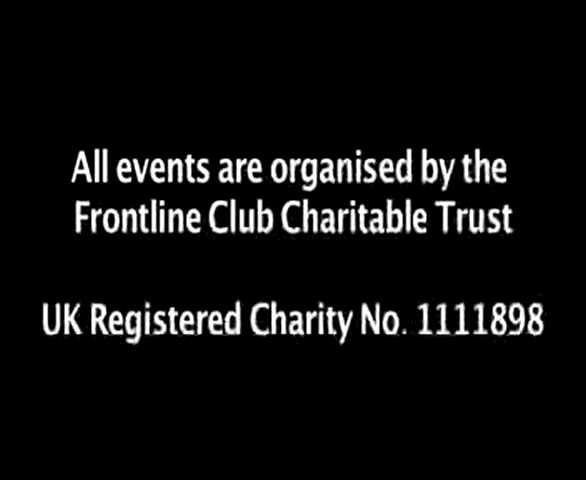 All events are organised by the
Frontline Club Charitable Trust
UK Registered Charity No. 1111898